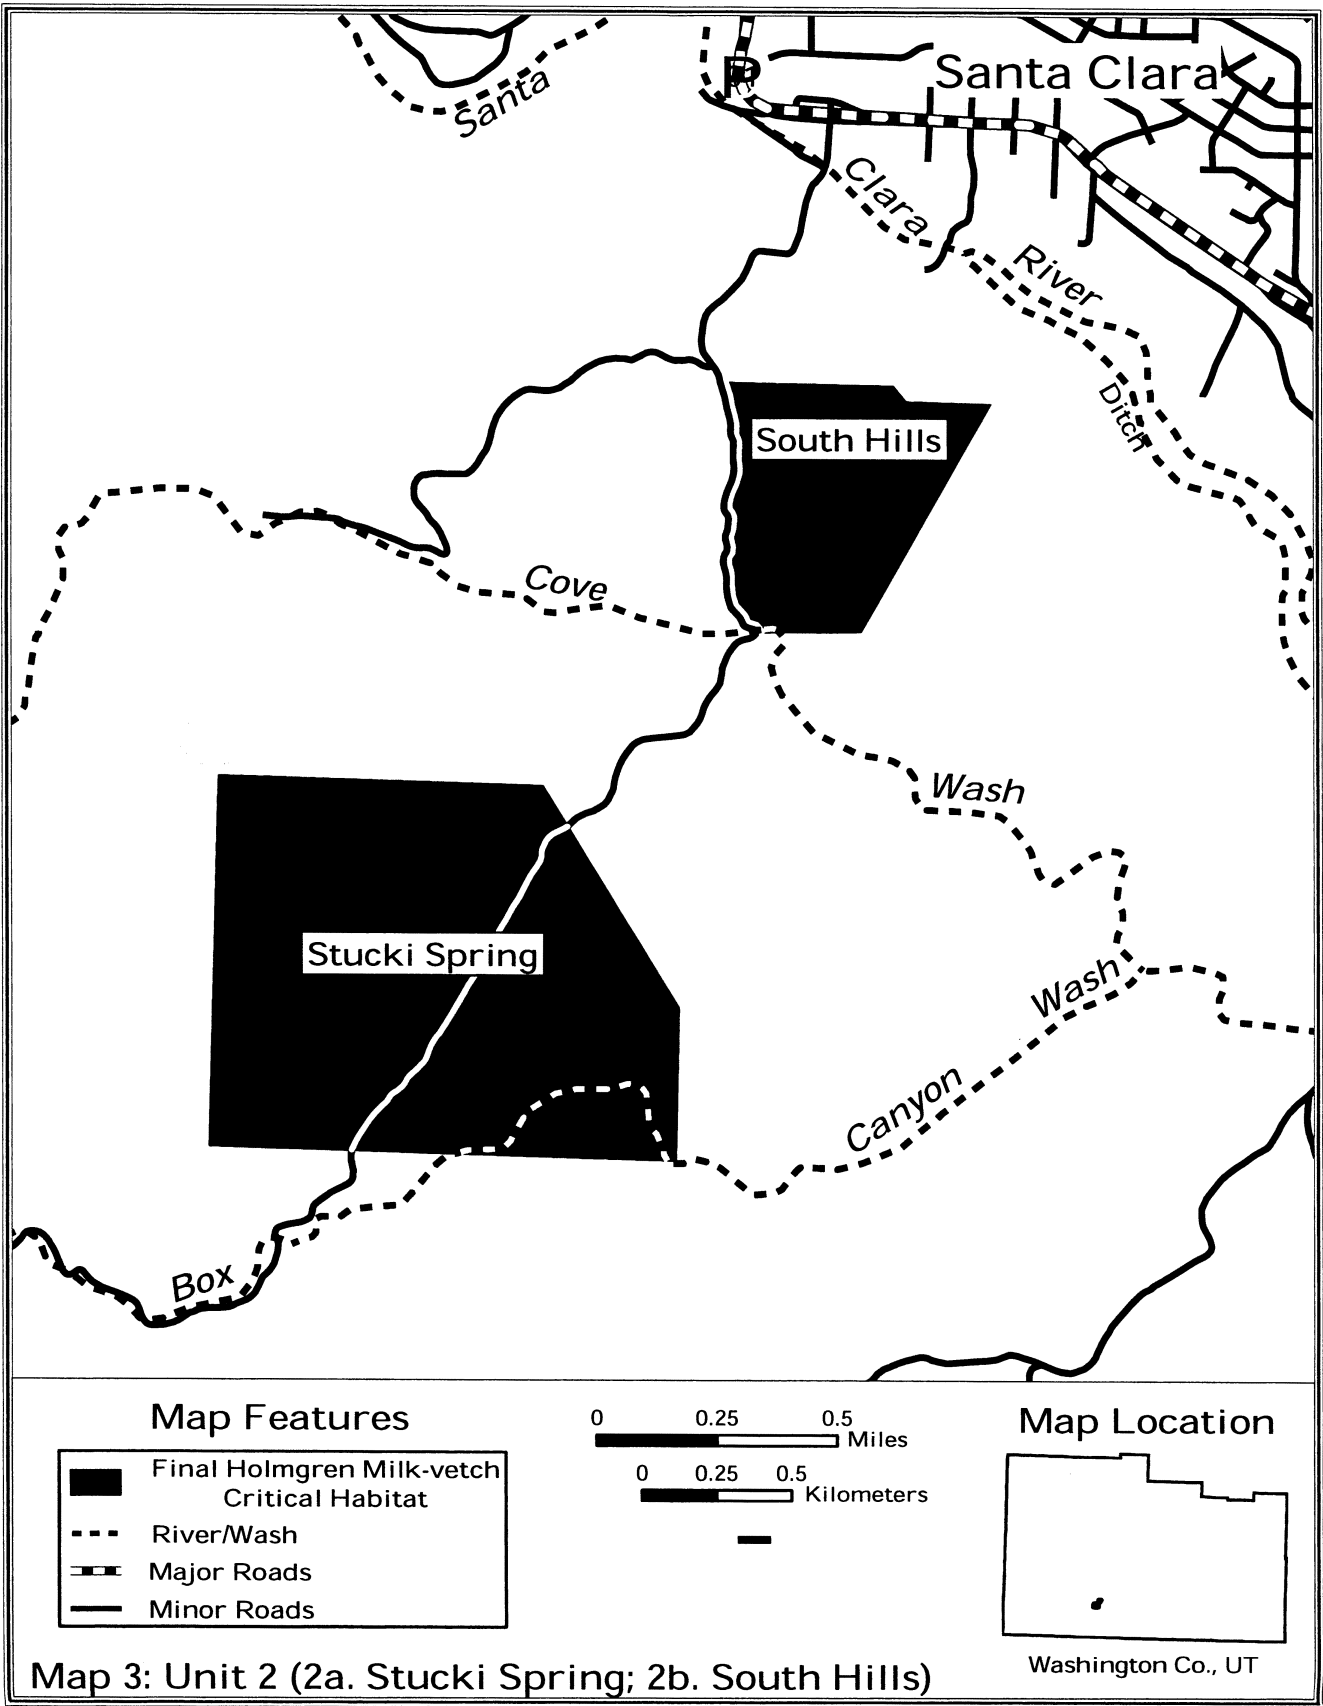 P
Santa Clara
Santa
Clara
River
Ditch
South Hills
Cove
Wash
Stucki Spring
Wash
Canyon
Box
Map Features
Final Holmgren Milk-vetch
Critical Habitat
River/Wash
Major Roads
Minor Roads
0 0.25 0.5
Miles
0 0.25 0.5
Kilometers
Map Location
Washington Co., UT
Map 3: Unit 2 (2a. Stucki Spring; 2b. South Hills)